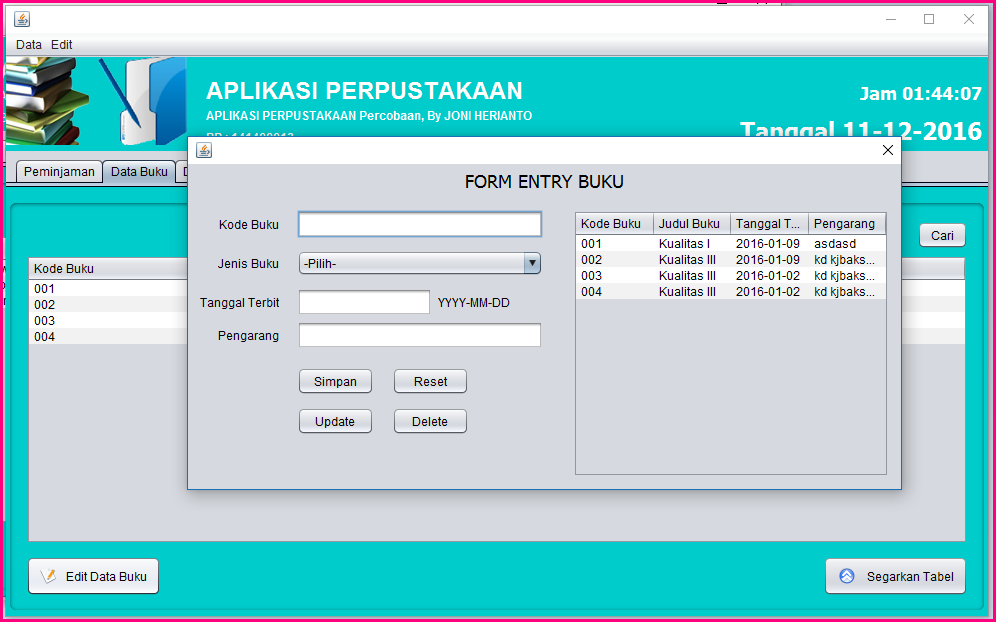 Data Edit
APLIKASI PERPUSTAKAAN
APLIKASI PERPUSTAKAAN Percobaan, By JONI HERIANTO
Jam 01:44:07
Tanggal 11-12-2016
Peminjaman Data Buku
Cari
Kode Buku
001
002
003
004
FORM ENTRY BUKU
Kode Buku
Jenis Buku -Pilih-
Tanggal Terbit YYYY-MM-DD
Pengarang
Simpan Reset
Update Delete
Kode Buku Judul Buku Tanggal T... Pengarang
001 Kualitas I 2016-01-09 asdasd
002 Kualitas III 2016-01-09 kd kjbaks...
003 Kualitas III 2016-01-02 kd kjbaks...
004 Kualitas III 2016-01-02 kd kjbaks...
Edit Data Buku Segarkan Tabel